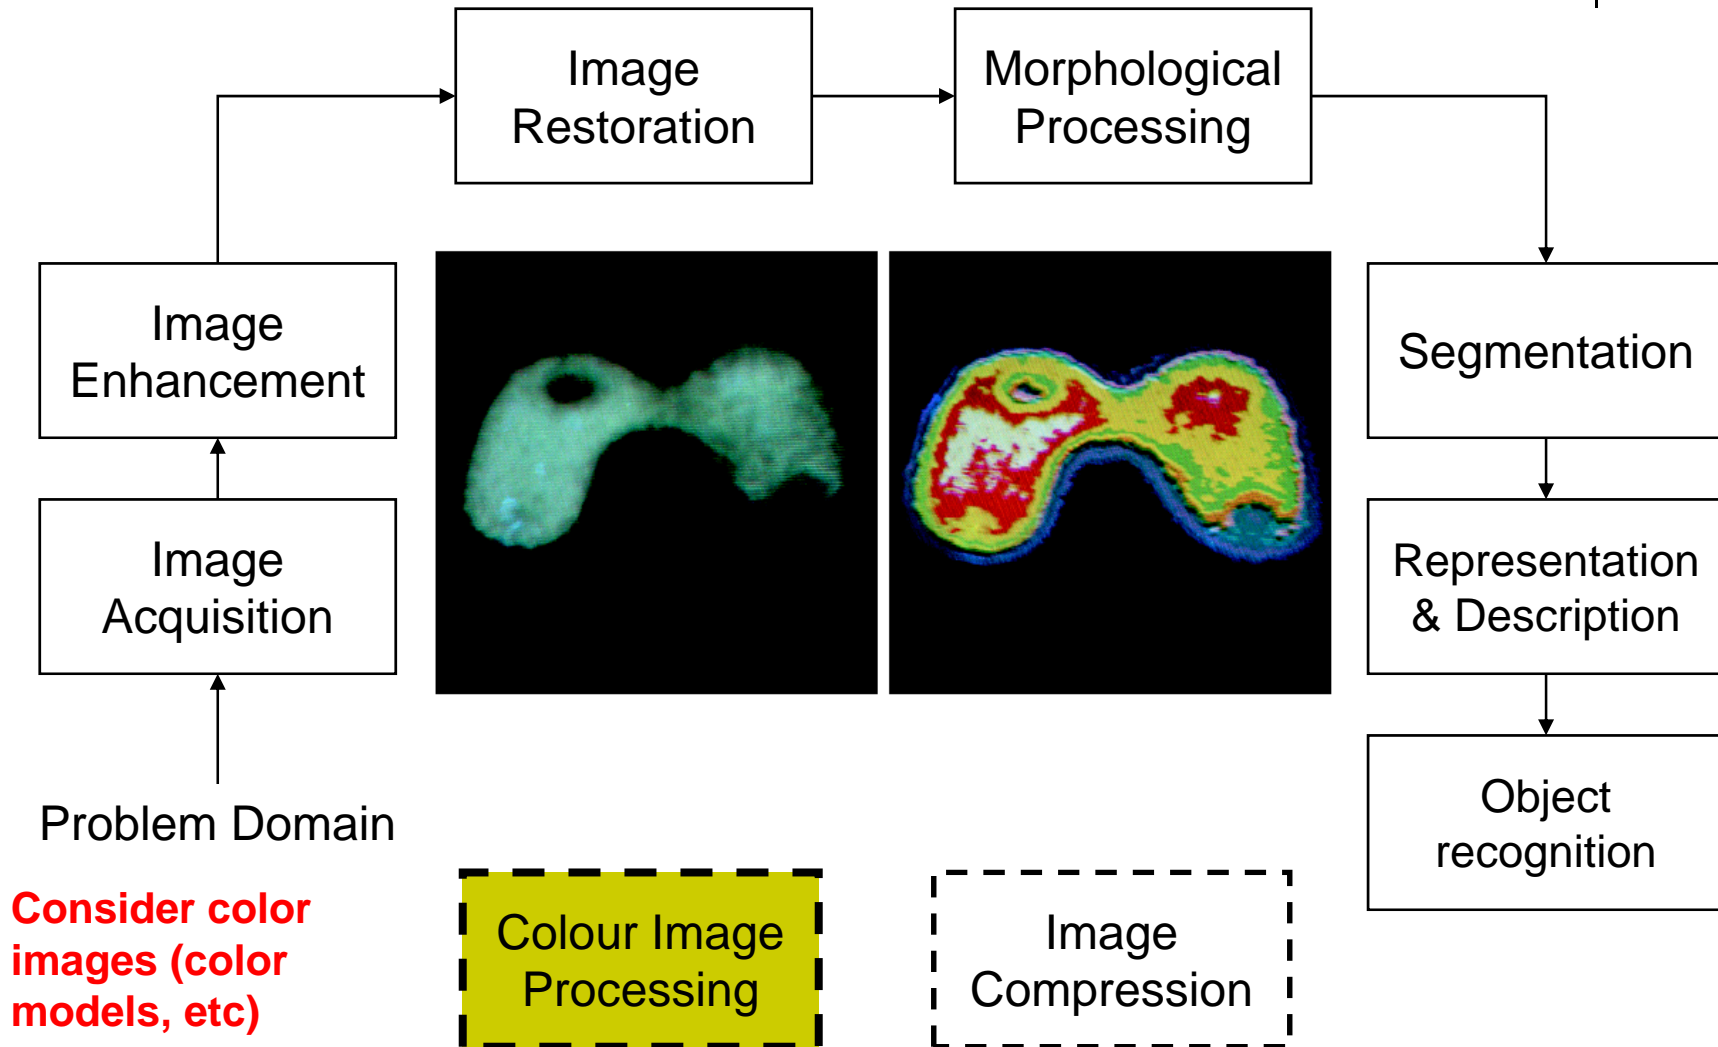 Image
Restoration
Morphological
Processing
Image
Enhancement
Segmentation
Image
Acquisition
Representation
& Description
Problem Domain
Object
recognition
Consider color
images (color
models, etc)
Colour Image
Processing
Image
Compression